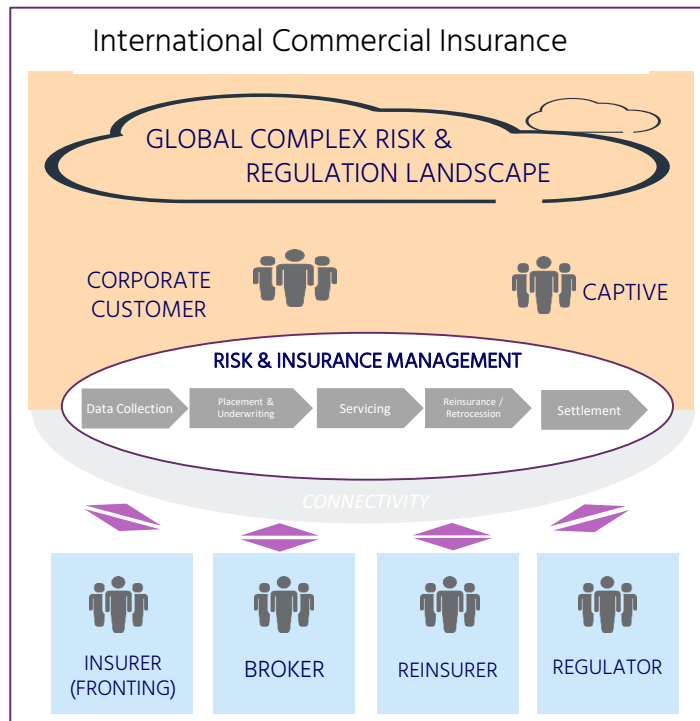 International Commercial Insurance
GLOBAL COMPLEX RISK &
REGULATION LANDSCAPE
CORPORATE
CUSTOMER
CAPTIVE
RISK & INSURANCE MANAGEMENT
Data Collection
Placement &
Underwriting
Servicing
Reinsurance /
Retrocession
Settlement
CONNECTIVITY
INSURER
(FRONTING)
BROKER
REINSURER
REGULATOR